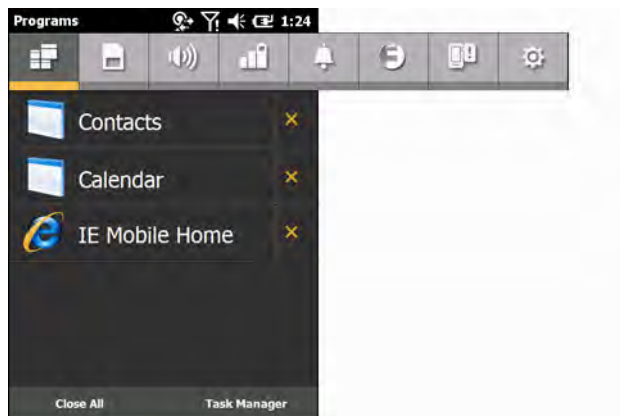 Programs 1:24
Contacts
Calendar
IE Mobile Home
Close All Task Manager